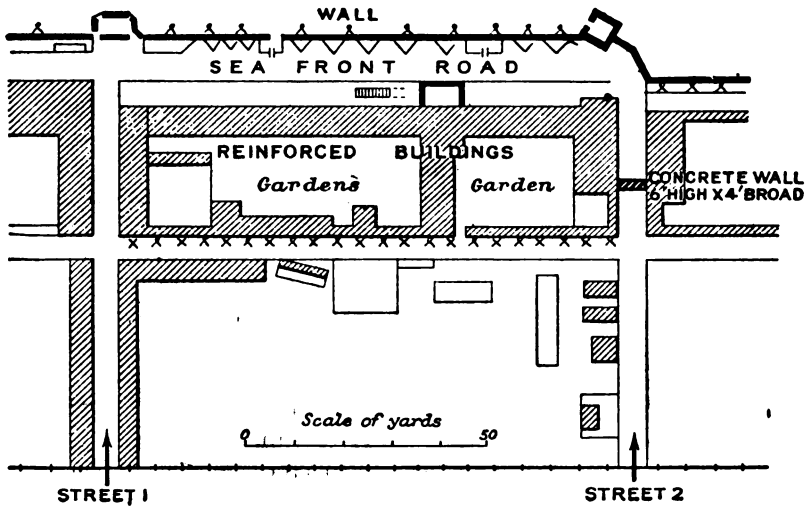 WALL
SEA FRONT ROAD
REINFORCED BUILDINGS
Gardens
Garden
CONCRETE WALL
6' HIGH X 4' BROAD
Scale of yards
0 50
STREET 1
STREET 2